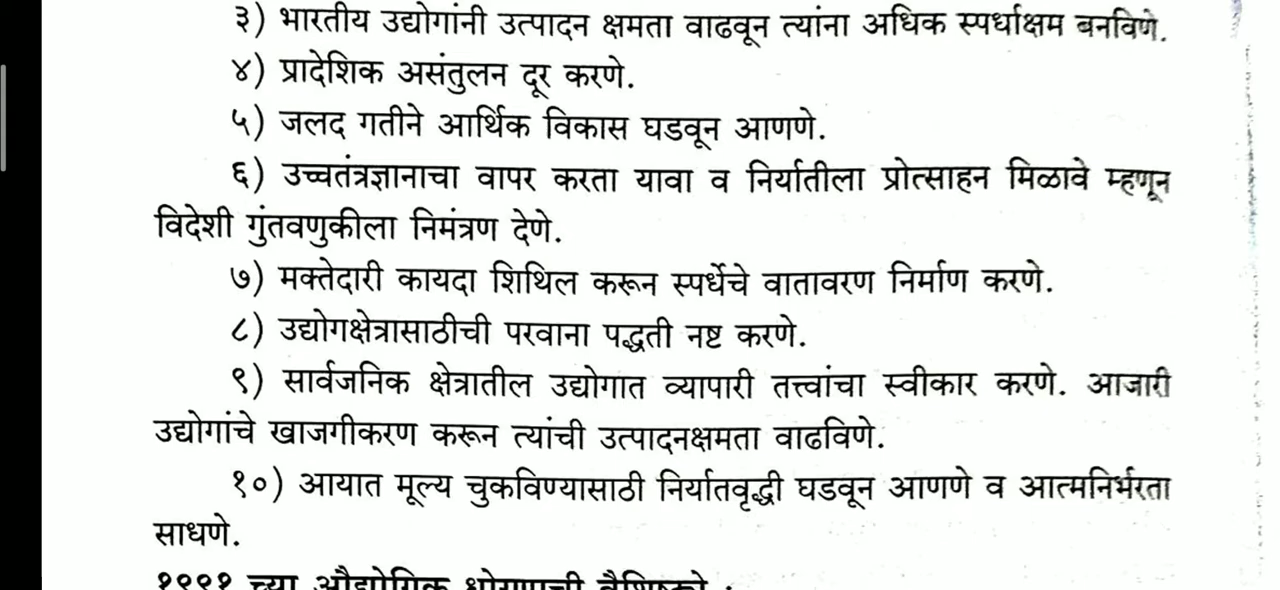 ३) भारतीय उद्योगांनी उत्पादन क्षमता वाढवून त्यांना अधिक स्पर्धाक्षम बनविणे.
४) प्रादेशिक असंतुलन दूर करणे.
५) जलद गतीने आर्थिक विकास घडवून आणणे.
६) उच्चतंत्रज्ञानाचा वापर करता यावा व निर्यातीला प्रोत्साहन मिळावे म्हणून
विदेशी गुंतवणुकीला निमंत्रण देणे.
७) मक्तेदारी कायदा शिथिल करून स्पर्धेचे वातावरण निर्माण करणे.
८) उद्योगक्षेत्रासाठीची परवाना पद्धती नष्ट करणे.
९) सार्वजनिक क्षेत्रातील उद्योगात व्यापारी तत्त्वांचा स्वीकार करणे. आजारी
उद्योगांचे खाजगीकरण करून त्यांची उत्पादनक्षमता वाढविणे.
१०) आयात मूल्य चुकविण्यासाठी निर्यातवृद्धी घडवून आणणे व आत्मनिर्भरता
साधणे.
१९९१ च्या औद्योगिक धोरणाची वैशिष्ट्ये :